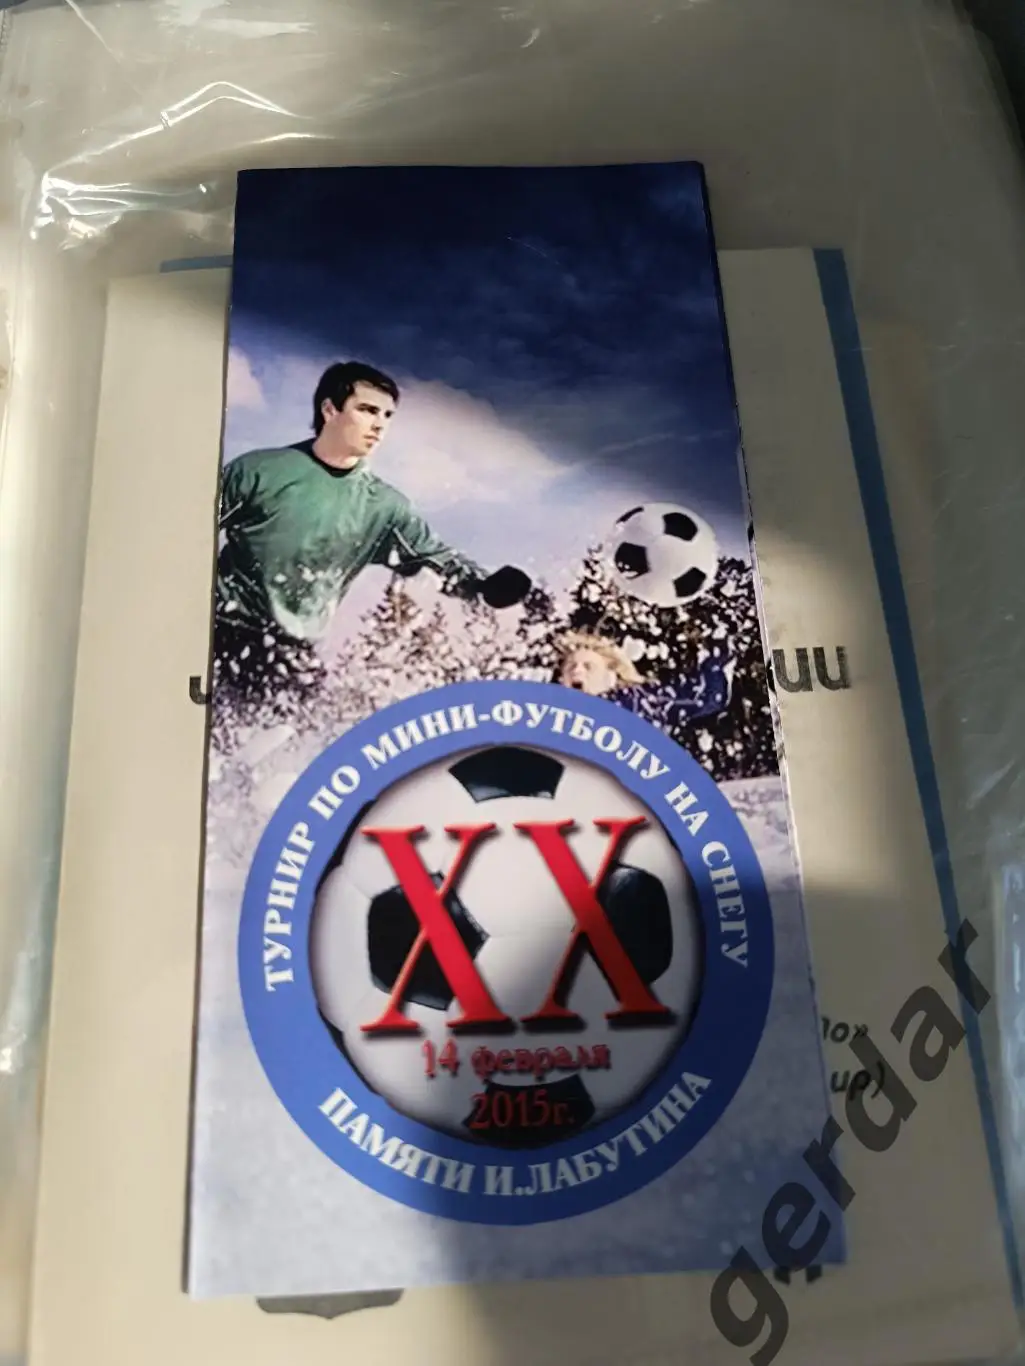 ТУРНИР ПО МИНИ-ФУТБОЛУ НА СНЕГУ
XX
14 февраля
2015г.
ПАМЯТИ И.ЛАБУТИНА
gerdar